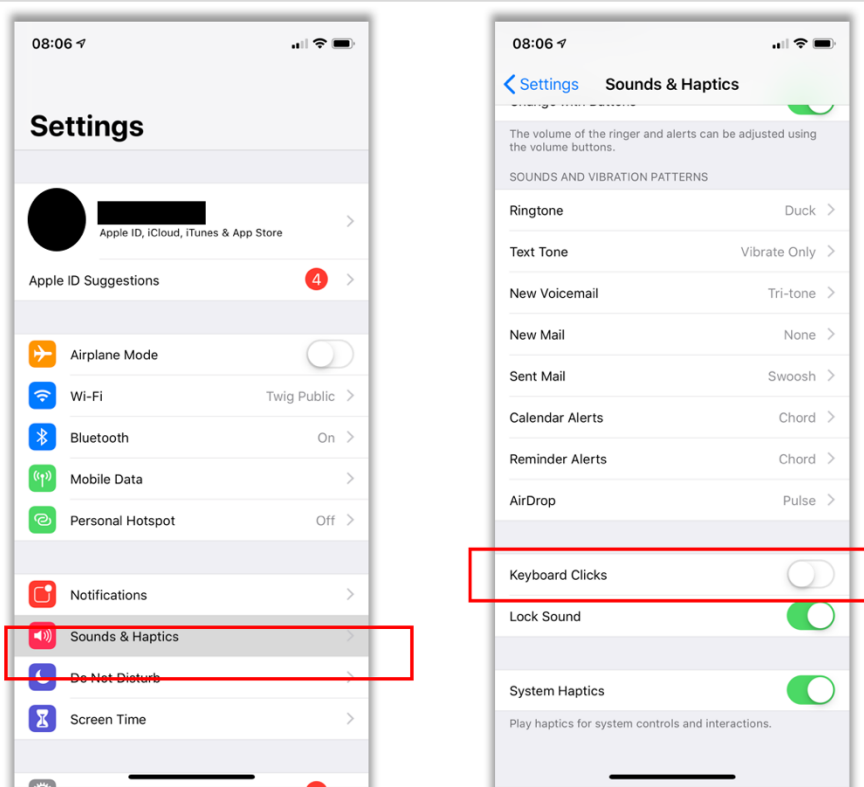 08:06
Settings
Apple ID, iCloud, iTunes & App Store
Apple ID Suggestions 4
Airplane Mode
Wi-Fi Twig Public
Bluetooth On
Mobile Data
Personal Hotspot Off
Notifications
Sounds & Haptics
Do Not Disturb
Screen Time
08:06
Settings Sounds & Haptics
Change with Buttons
The volume of the ringer and alerts can be adjusted using
the volume buttons.
SOUNDS AND VIBRATION PATTERNS
Ringtone Duck
Text Tone Vibrate Only
New Voicemail Tri-tone
New Mail None
Sent Mail Swoosh
Calendar Alerts Chord
Reminder Alerts Chord
AirDrop Pulse
Keyboard Clicks
Lock Sound
System Haptics
Play haptics for system controls and interactions.